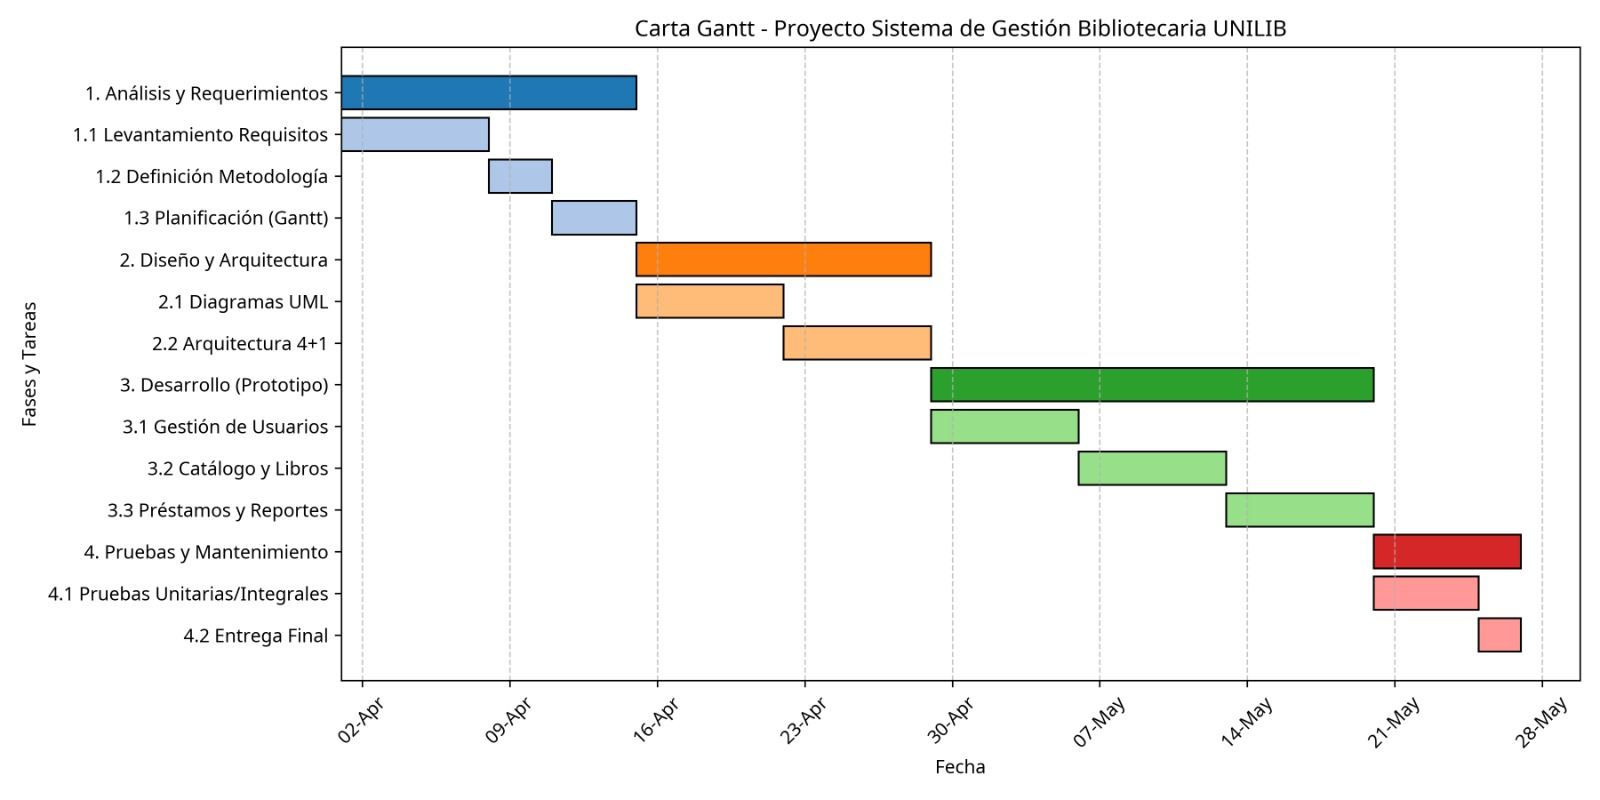 Carta Gantt - Proyecto Sistema de Gestión Bibliotecaria UNILIB
Fases y Tareas
1. Análisis y Requerimientos
1.1 Levantamiento Requisitos
1.2 Definición Metodología
1.3 Planificación (Gantt)
2. Diseño y Arquitectura
2.1 Diagramas UML
2.2 Arquitectura 4+1
3. Desarrollo (Prototipo)
3.1 Gestión de Usuarios
3.2 Catálogo y Libros
3.3 Préstamos y Reportes
4. Pruebas y Mantenimiento
4.1 Pruebas Unitarias/Integrales
4.2 Entrega Final
02-Apr 09-Apr 16-Apr 23-Apr 30-Apr 07-May 14-May 21-May 28-May
Fecha